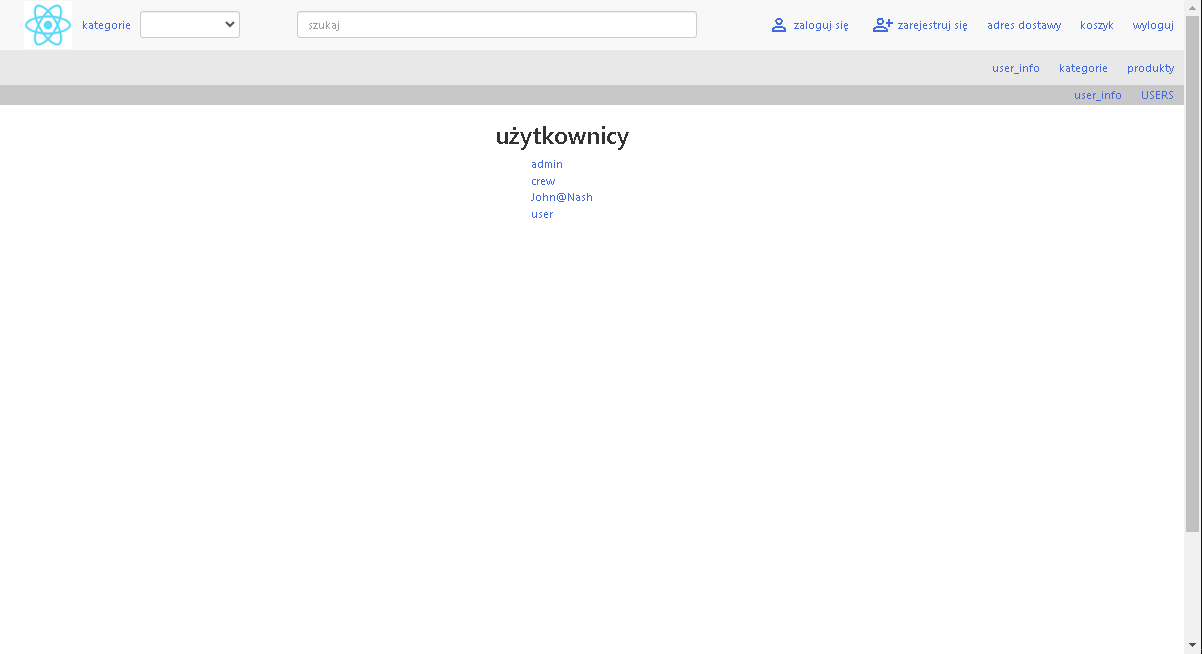 kategorie szukaj zaloguj się zarejestruj się adres dostawy koszyk wyloguj
user_info kategorie produkty
user_info USERS
użytkownicy
admin
crew
John@Nash
user